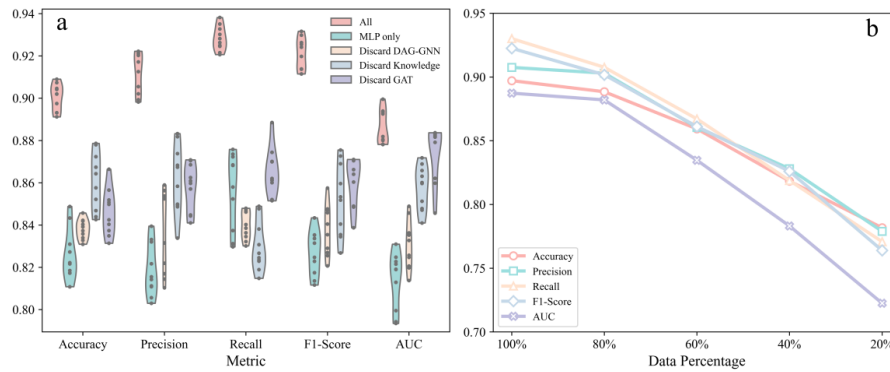 a
All
MLP only
Discard DAG-GNN
Discard Knowledge
Discard GAT
0.94
0.92
0.90
0.88
0.86
0.84
0.82
0.80
Accuracy
Precision
Recall
F1-Score
AUC
Metric
b
0.95
0.90
0.85
0.80
0.75
0.70
Accuracy
Precision
Recall
F1-Score
AUC
100%
80%
60%
40%
20%
Data Percentage